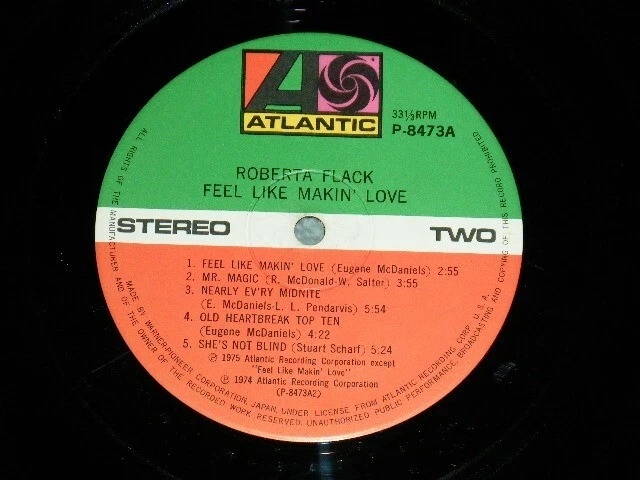 ATLANTIC
33⅓RPM
P-8473A
ROBERTA FLACK
FEEL LIKE MAKIN' LOVE
STEREO
TWO
1. FEEL LIKE MAKIN' LOVE (Eugene McDaniels) 2:55
2. MR. MAGIC (R. McDonald-W. Salter) 3:55
3. NEARLY EV'RY MIDNITE
(E. McDaniels-L. L. Pendarvis) 5:54
4. OLD HEARTBREAK TOP TEN
(Eugene McDaniels) 4:22
5. SHE'S NOT BLIND (Stuart Scharf) 5:24
℗ 1975 Atlantic Recording Corporation except
"Feel Like Makin' Love"
℗ 1974 Atlantic Recording Corporation
(P-8473A2)
MADE BY WARNER-PIONEER CORPORATION, JAPAN, UNDER LICENSE FROM ATLANTIC RECORDING CORP. U.S.A.
ALL RIGHTS OF THE MANUFACTURER AND OF THE OWNER OF THE RECORDED WORK RESERVED. UNAUTHORIZED PUBLIC PERFORMANCE, BROADCASTING AND COPYING OF THIS RECORD PROHIBITED